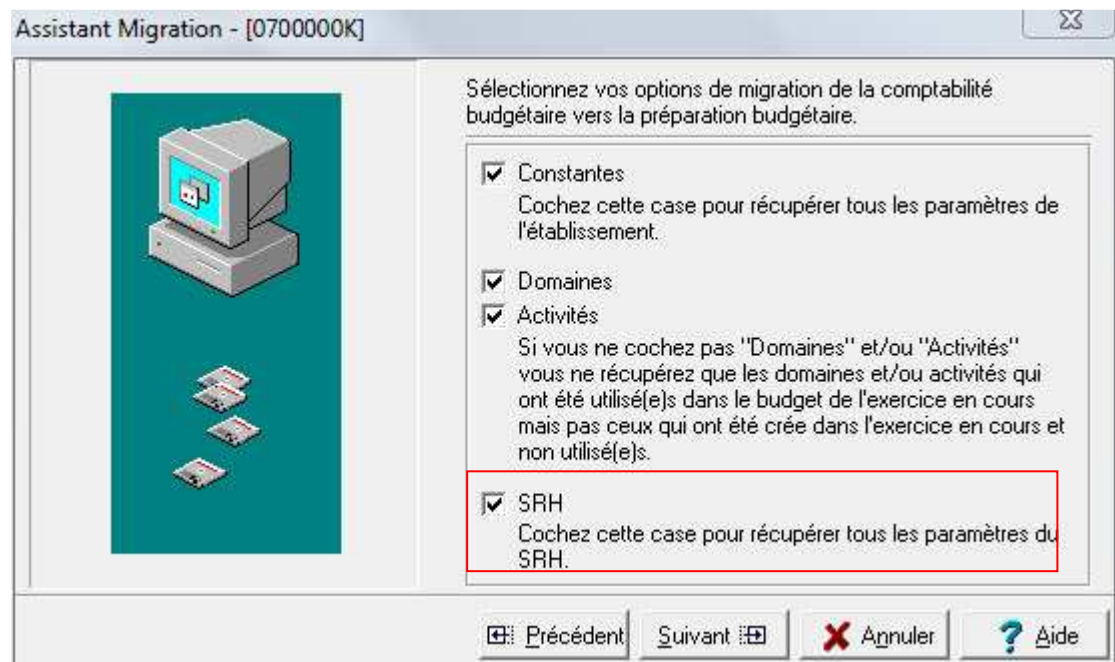 Assistant Migration - [0700000K]
Sélectionnez vos options de migration de la comptabilité
budgétaire vers la préparation budgétaire.
Constantes
Cochez cette case pour récupérer tous les paramètres de
l'établissement.
Domaines
Activités
Si vous ne cochez pas "Domaines" et/ou "Activités"
vous ne récupérez que les domaines et/ou activités qui
ont été utilisé(e)s dans le budget de l'exercice en cours
mais pas ceux qui ont été crée dans l'exercice en cours et
non utilisé(e)s.
SRH
Cochez cette case pour récupérer tous les paramètres du
SRH.
Précédent Suivant Annuler Aide